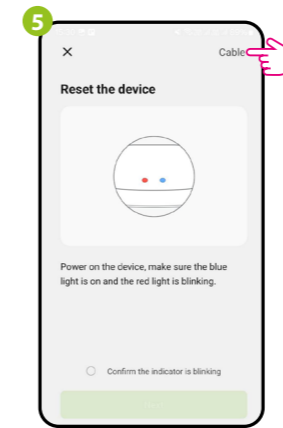 5
Cable
Reset the device
Power on the device, make sure the blue
light is on and the red light is blinking.
Confirm the indicator is blinking